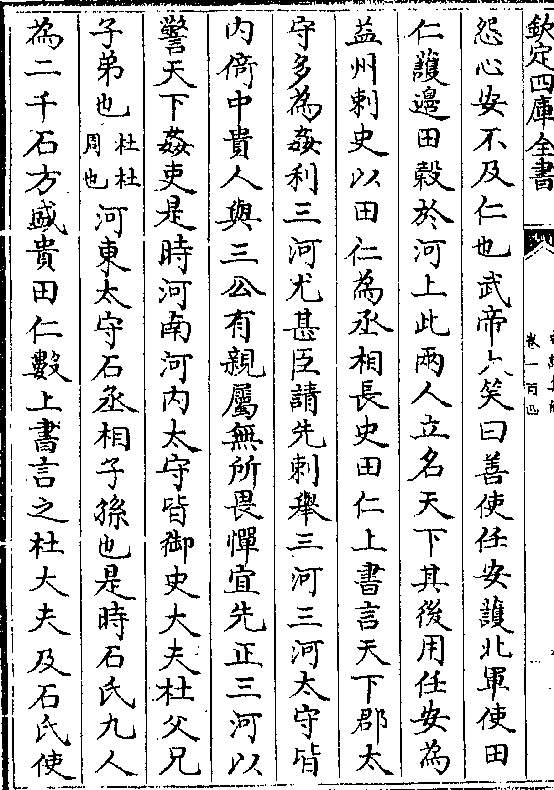 欽定四庫全書
卷一百四
怨心安不及仁也武帝大笑曰善使任安護北軍使田
仁護邊田穀於河上此兩人立名天下其後用任安為
益州刺史以田仁為丞相長史田仁上書言天下郡太
守多為姦利三河尤甚臣請先刺舉三河三河太守皆
內倚中貴人與三公有親屬無所畏憚宜先正三河以
警天下姦吏是時河南河內太守皆御史大夫杜父兄
子弟也杜杜周也河東太守石丞相子孫也是時石氏九人
為二千石方盛貴田仁數上書言之杜大夫及石氏使